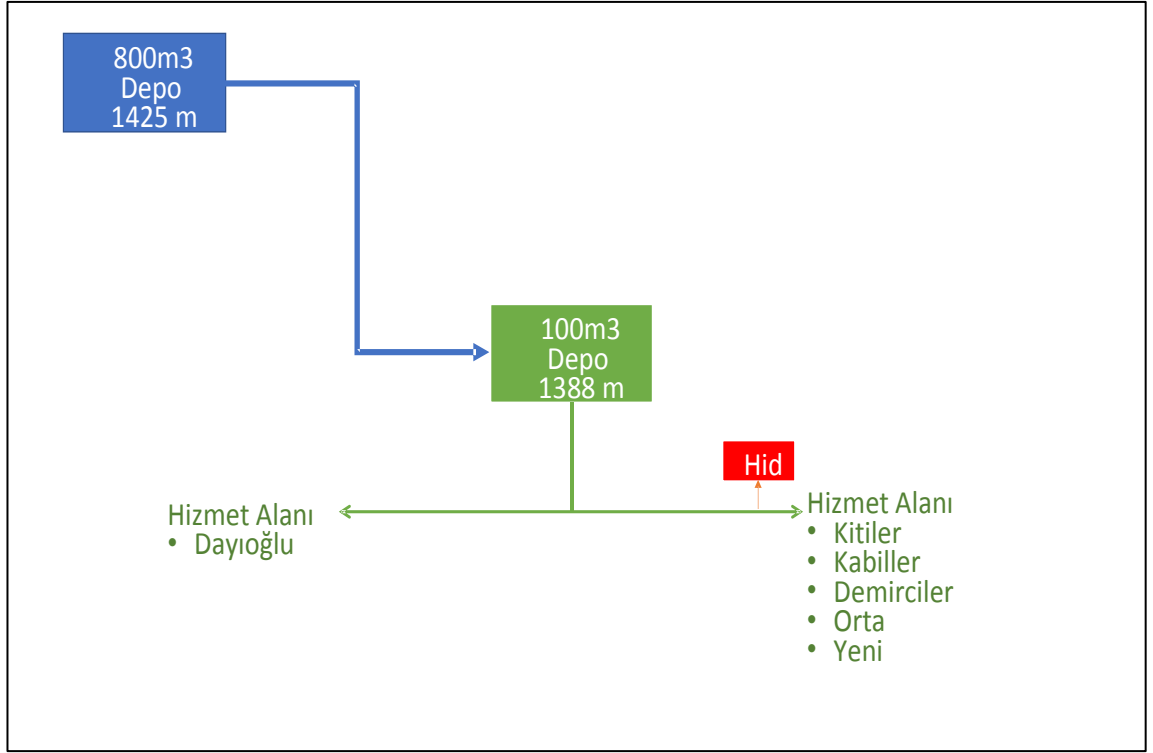 800m3
Depo
1425 m
100m3
Depo
1388 m
Hid
Hizmet Alanı
• Dayıoğlu
Hizmet Alanı
• Kitiler
• Kabiller
• Demirciler
• Orta
• Yeni